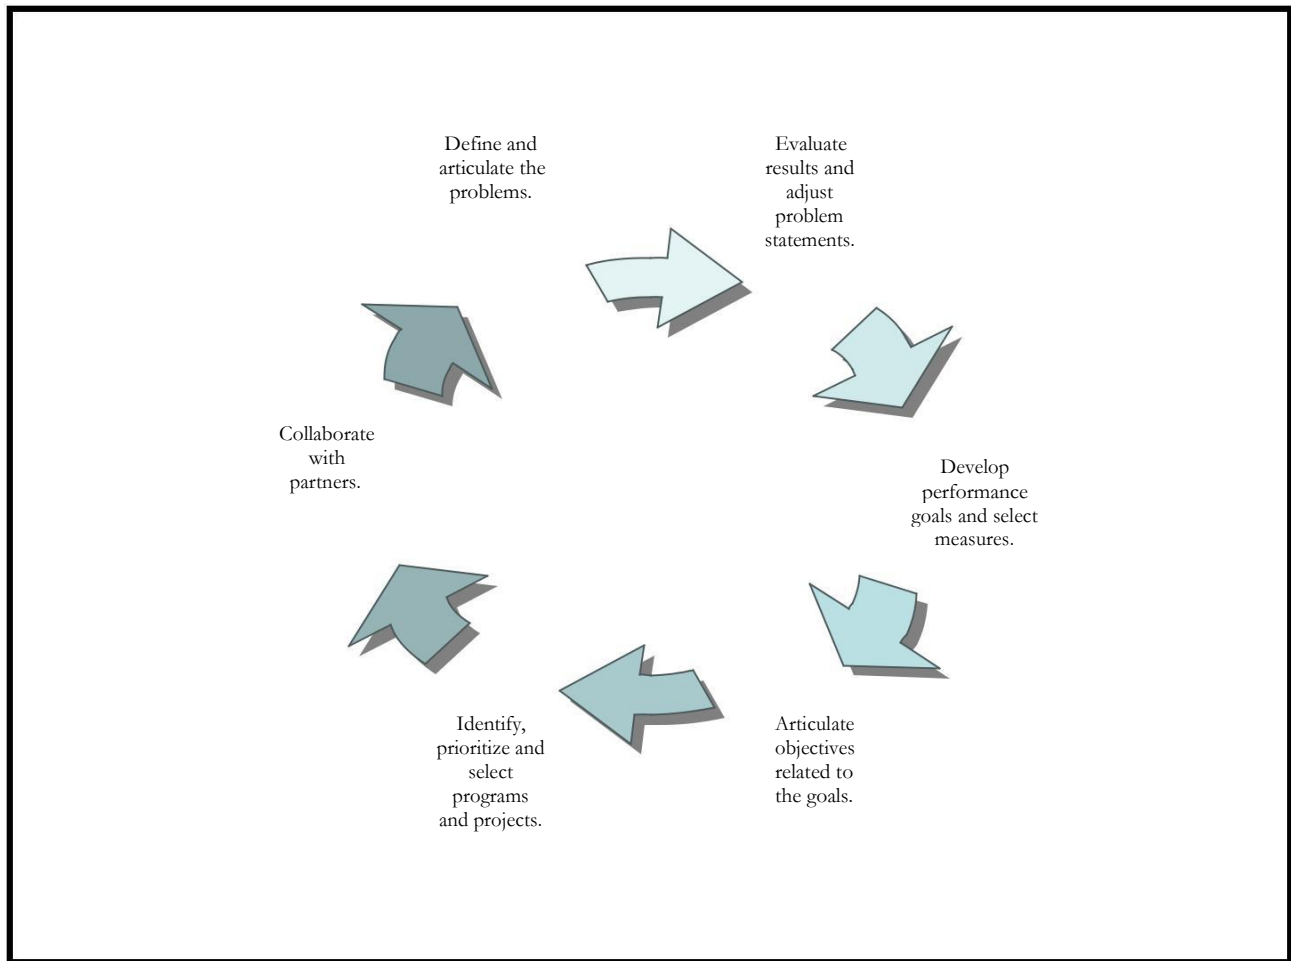 Define and
articulate the
problems.
Evaluate
results and
adjust
problem
statements.
Develop
performance
goals and select
measures.
Articulate
objectives
related to
the goals.
Identify,
prioritize and
select
programs
and projects.
Collaborate
with
partners.